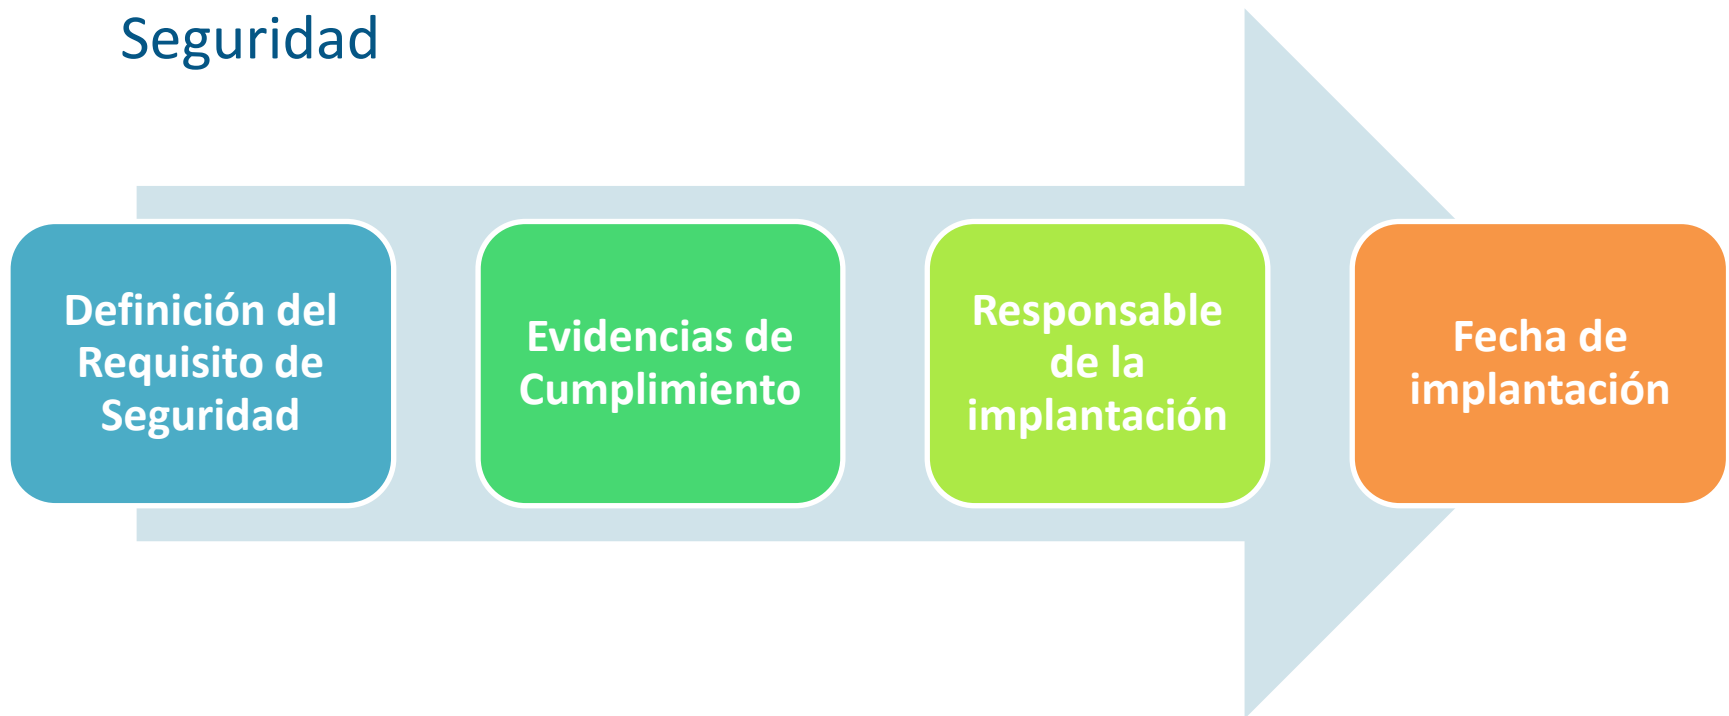 Seguridad
Definición del
Requisito de
Seguridad
Evidencias de
Cumplimiento
Responsable
de la
implantación
Fecha de
implantación